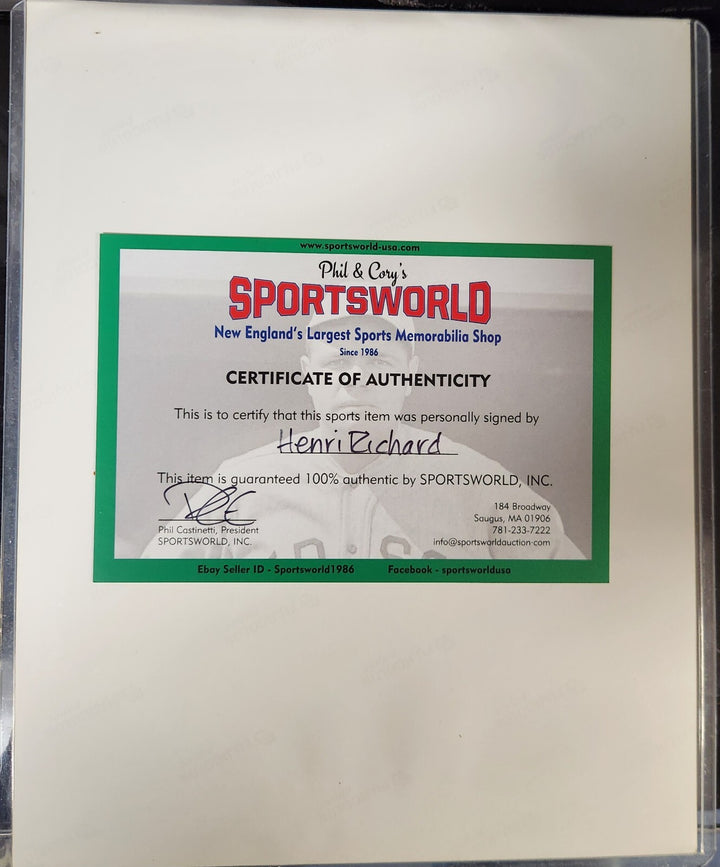 www.sportsworld-usa.com
Phil & Cory's
SPORTSWORLD
New England's Largest Sports Memorabilia Shop
Since 1986
CERTIFICATE OF AUTHENTICITY
This is to certify that this sports item was personally signed by
Henri Richard
This item is guaranteed 100% authentic by SPORTSWORLD, INC.
Phil Castinetti, President
SPORTSWORLD, INC.
184 Broadway
Saugus, MA 01906
781-233-7222
info@sportsworldauction.com
Ebay Seller ID - Sportsworld1986
Facebook - sportsworldusa